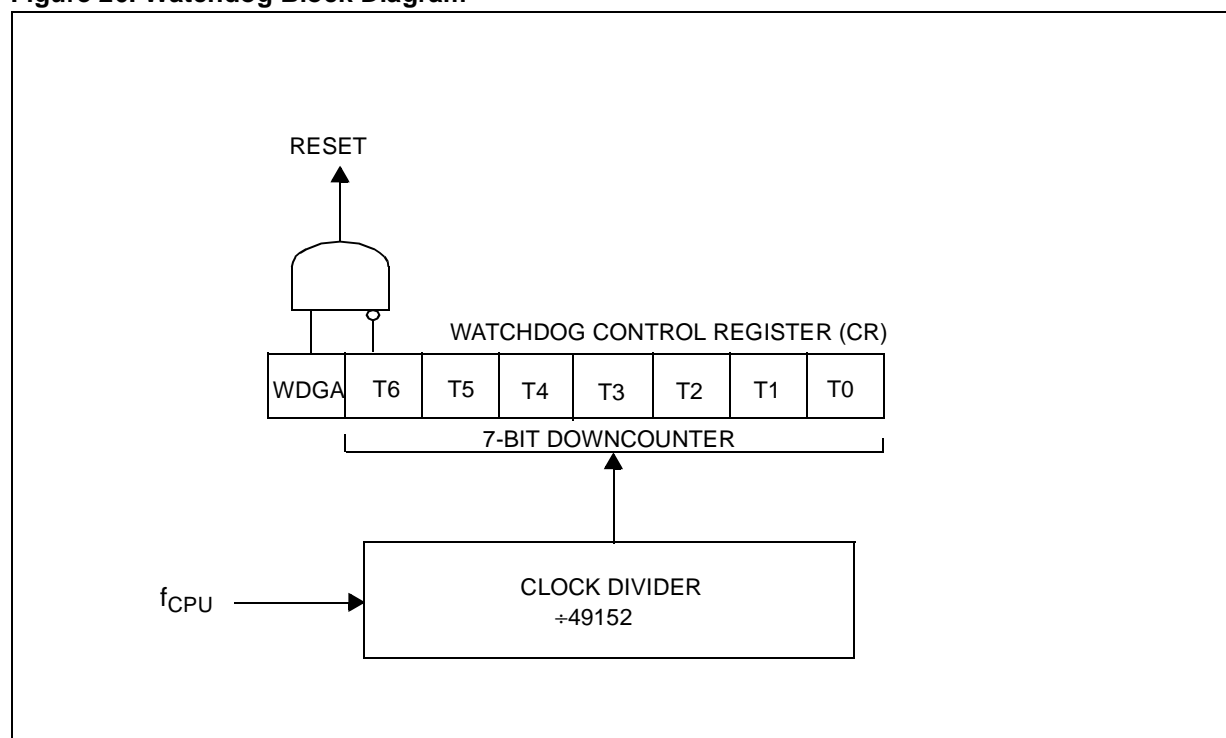 Figure 20. Watchdog Block Diagram
RESET
WATCHDOG CONTROL REGISTER (CR)
WDGA T6 T5 T4 T3 T2 T1 T0
7-BIT DOWNCOUNTER
fCPU
CLOCK DIVIDER
÷49152